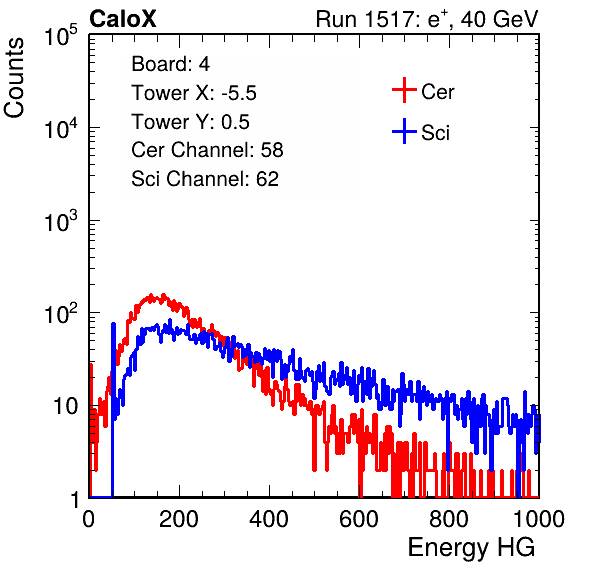 CaloX Run 1517: e⁺, 40 GeV
Counts
Board: 4
Tower X: -5.5
Tower Y: 0.5
Cer Channel: 58
Sci Channel: 62
Cer
Sci
10⁵
10⁴
10³
10²
10
1
0 200 400 600 800 1000
Energy HG